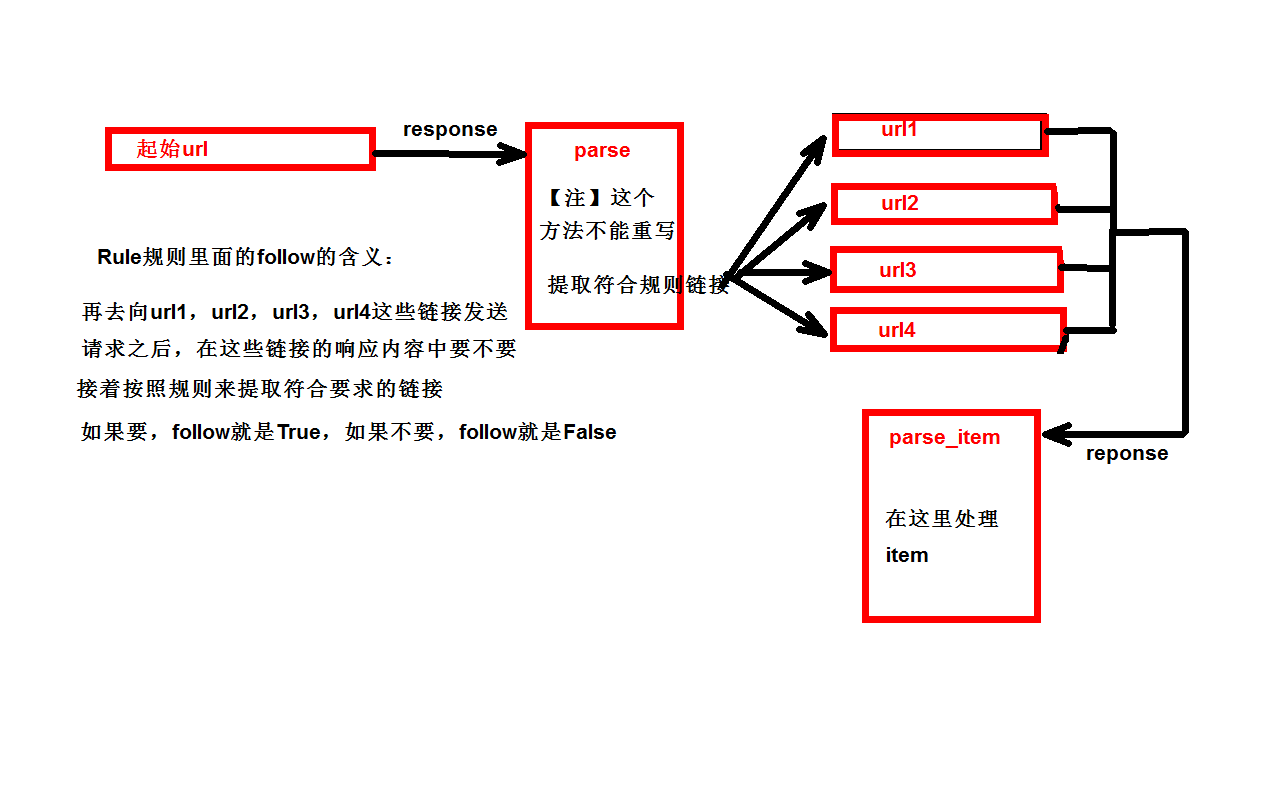 起始url
response
parse
【注】这个
方法不能重写
提取符合规则链接
url1
url2
url3
url4
Rule规则里面的follow的含义：
再去向url1，url2，url3，url4这些链接发送
请求之后，在这些链接的响应内容中要不要
接着按照规则来提取符合要求的链接
如果要，follow就是True，如果不要，follow就是False
parse_item
在这里处理
item
reponse